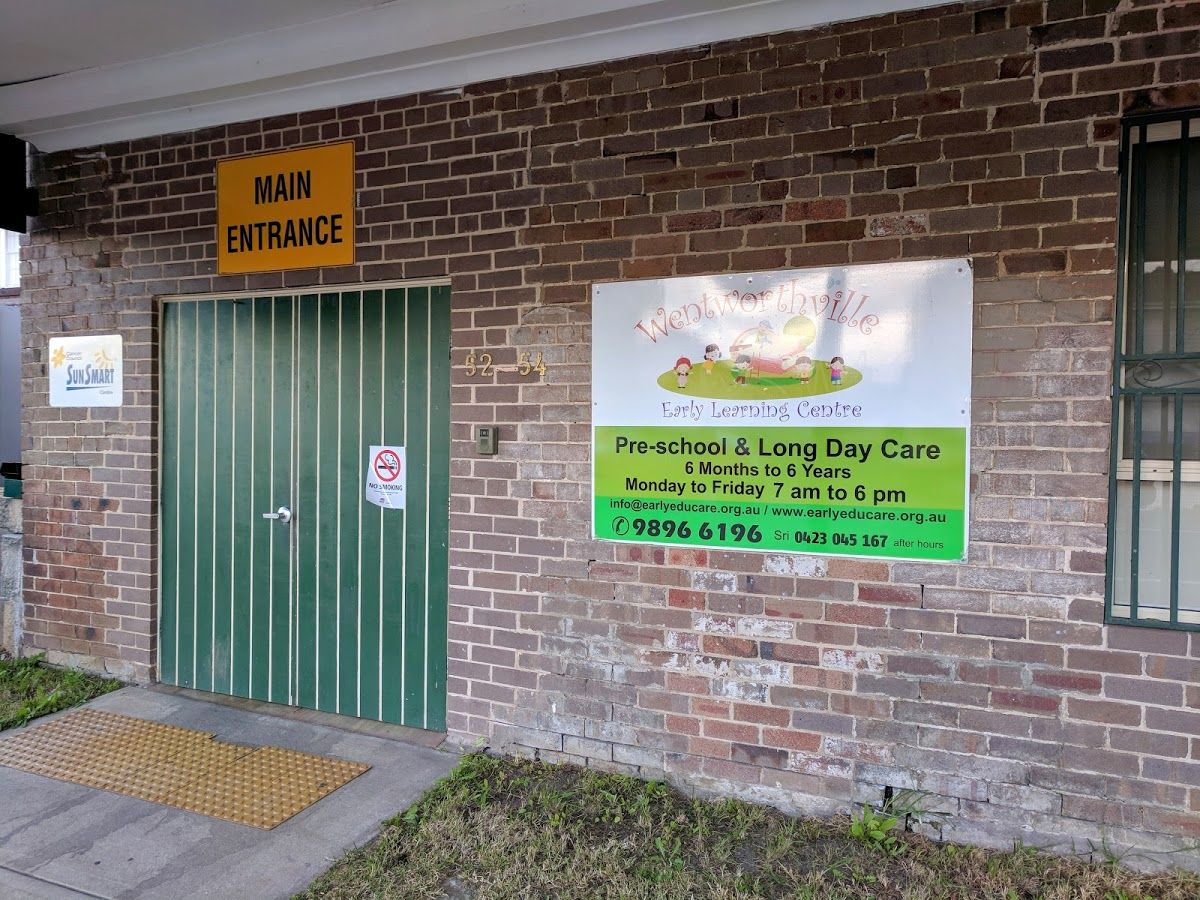 MAIN
ENTRANCE
Cancer
Council
SUNSMART
Centre
52-54
NO SMOKING
Wentworthville
Early Learning Centre
Pre-school & Long Day Care
6 Months to 6 Years
Monday to Friday 7 am to 6 pm
info@earlyeducare.org.au / www.earlyeducare.org.au
9896 6196 Sri 0423 045 167 after hours